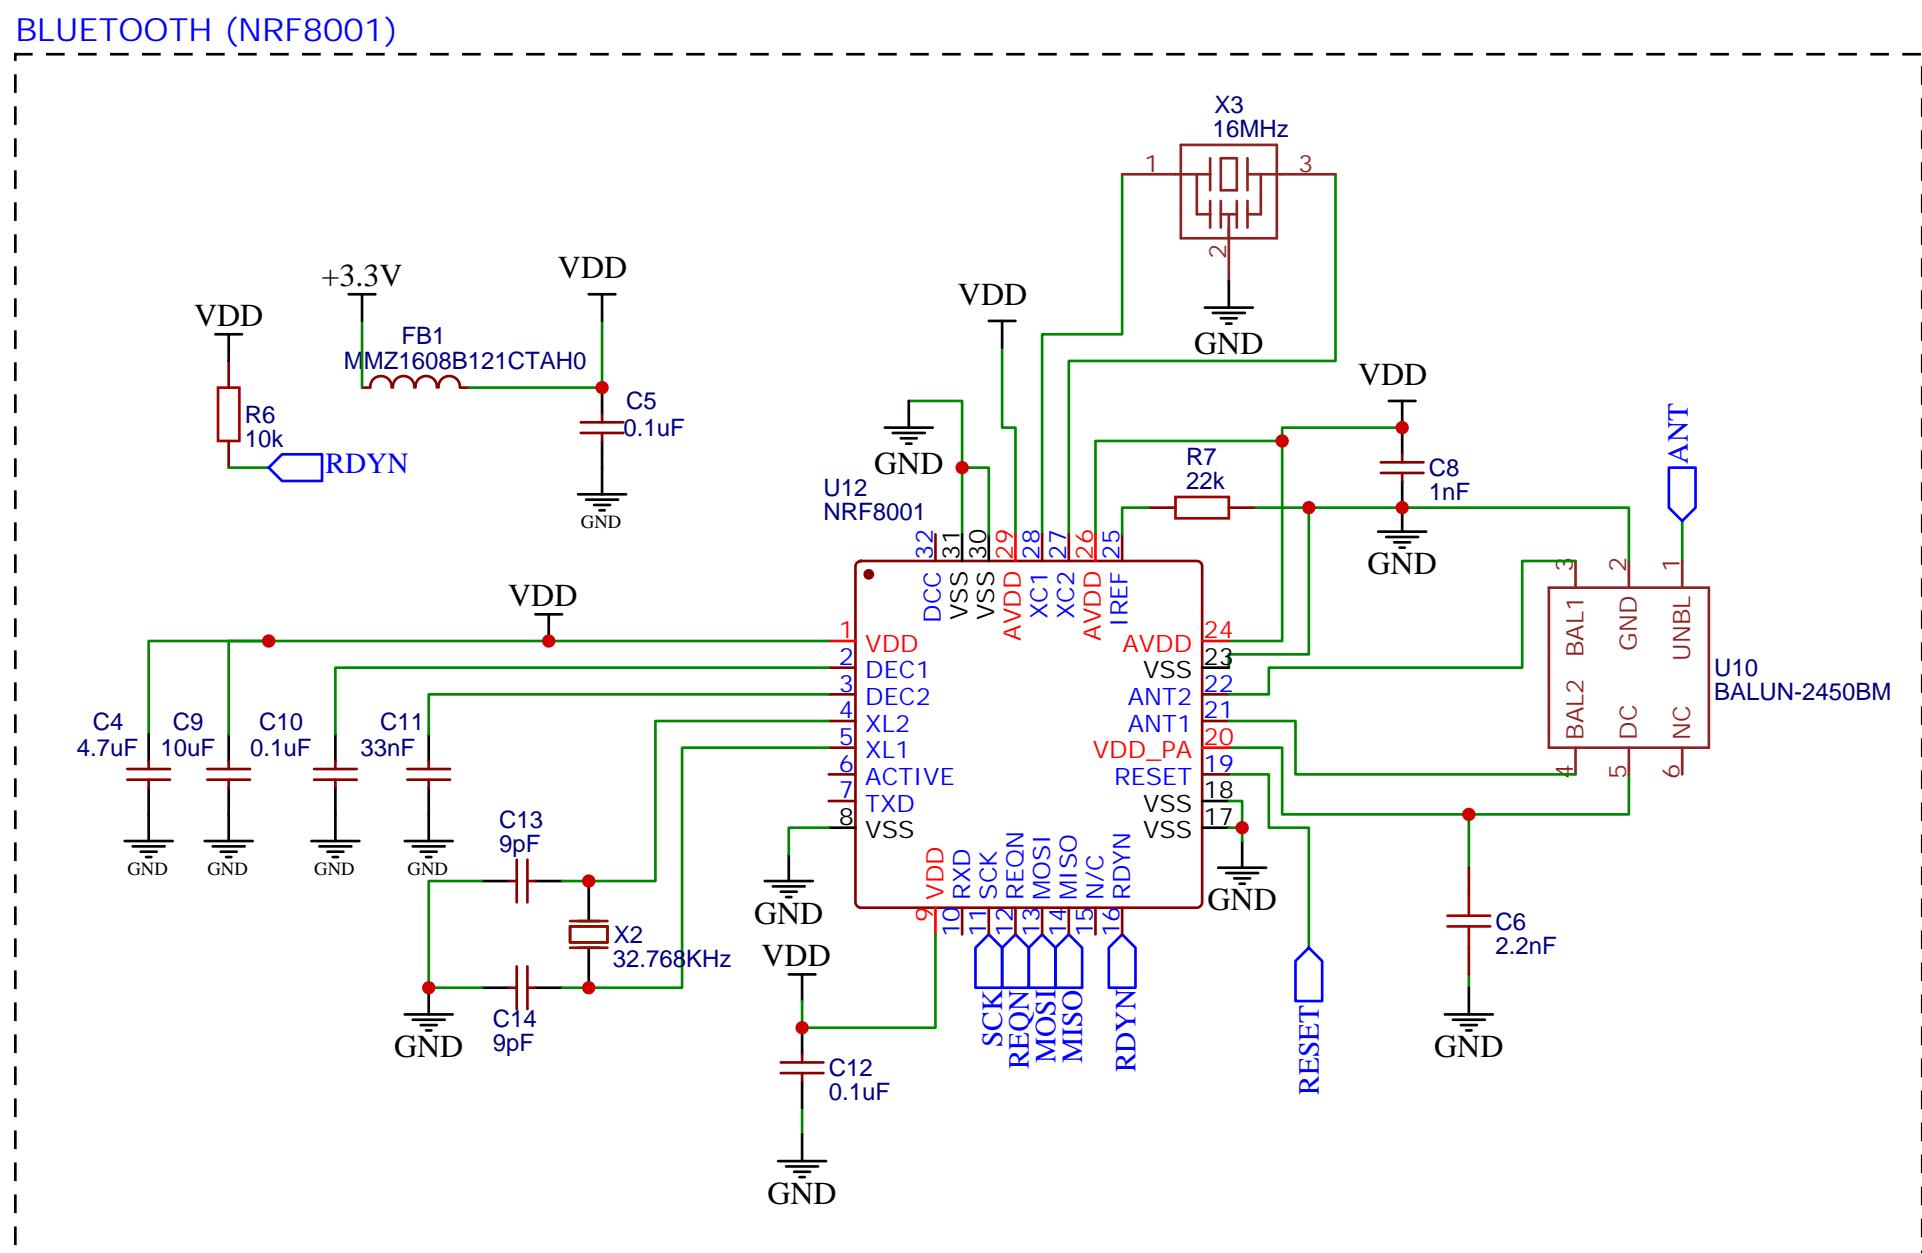 BLUETOOTH (NRF8001)
X3
16MHz
1
3
2
GND
+3.3V
VDD
VDD
FB1
MMZ1608B121CTAH0
R6
10k
RDYN
C5
0.1uF
GND
VDD
GND
VDD
C8
1nF
GND
R7
22k
ANT
U12
NRF8001
32
31
30
29
28
27
26
25
DCC
VSS
VSS
AVDD
XC1
XC2
AVDD
IREF
1
VDD
2
DEC1
3
DEC2
4
XL2
5
XL1
6
ACTIVE
7
TXD
8
VSS
24
AVDD
23
VSS
22
ANT2
21
ANT1
20
VDD_PA
19
RESET
18
VSS
17
VSS
VDD
RXD
SCK
REQN
MOSI
MISO
N/C
RDYN
9
10
11
12
13
14
15
16
SCK
REQN
MOSI
MISO
RDYN
RESET
3
2
1
BAL1
GND
UNBL
BAL2
DC
NC
4
5
6
U10
BALUN-2450BM
VDD
C4
4.7uF
C9
10uF
C10
0.1uF
C11
33nF
GND
GND
GND
GND
C13
9pF
X2
32.768KHz
C14
9pF
GND
GND
VDD
C12
0.1uF
GND
GND
C6
2.2nF
GND